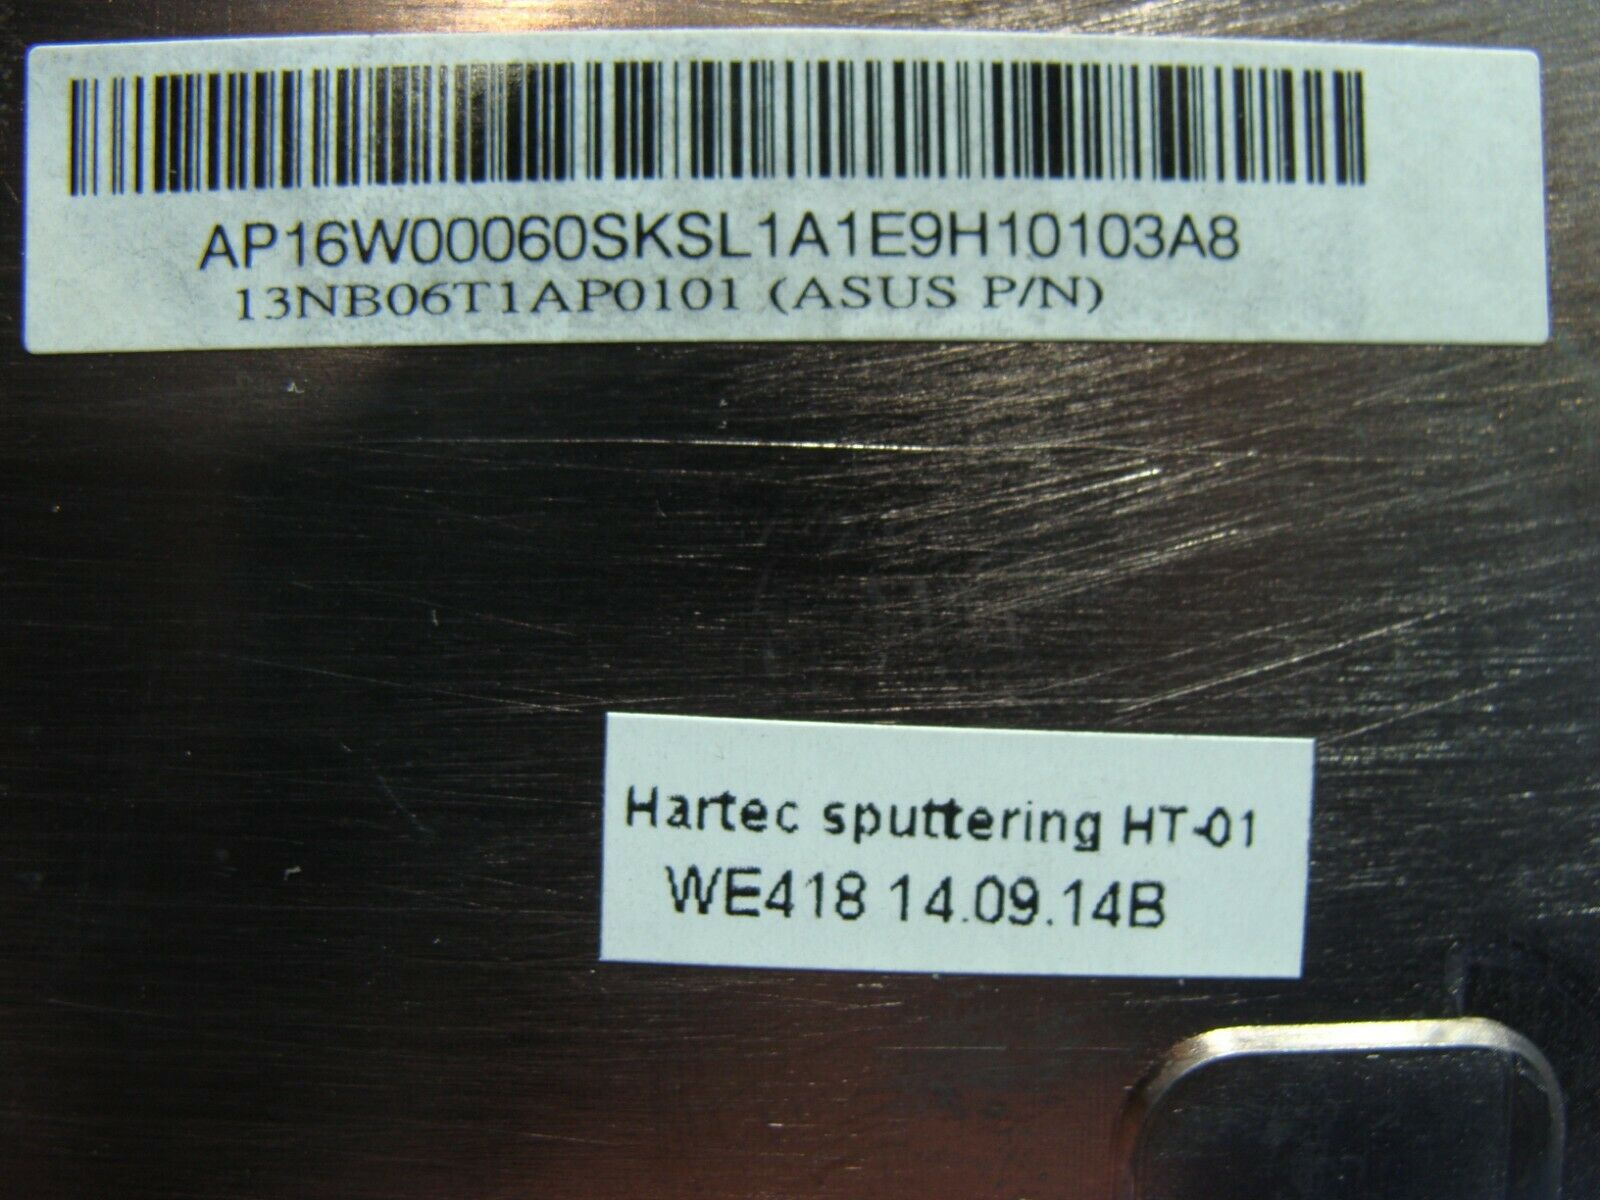 AP16W00060SKSL1A1E9H10103A8
13NB06T1AP0101 (ASUS P/N)
Hartec sputtering HT-01
WE418 14.09.14B